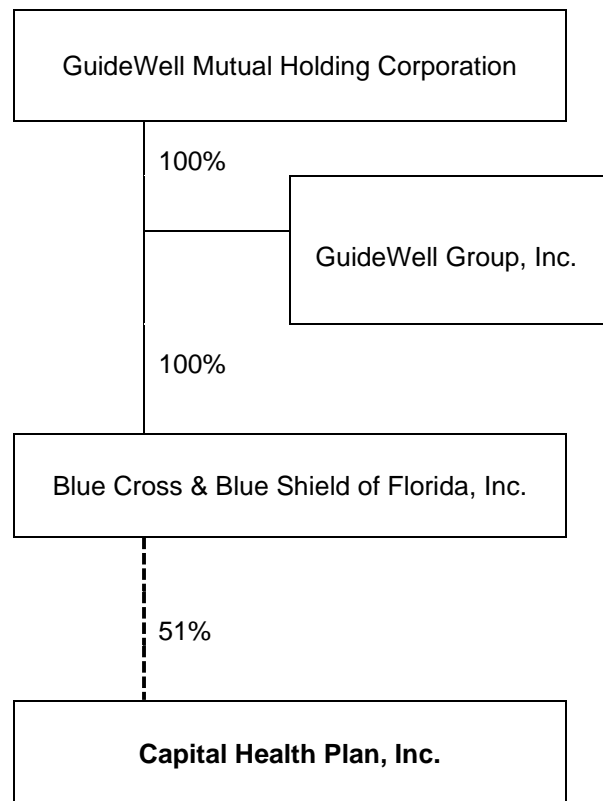 GuideWell Mutual Holding Corporation
100%
GuideWell Group, Inc.
100%
Blue Cross & Blue Shield of Florida, Inc.
51%
Capital Health Plan, Inc.